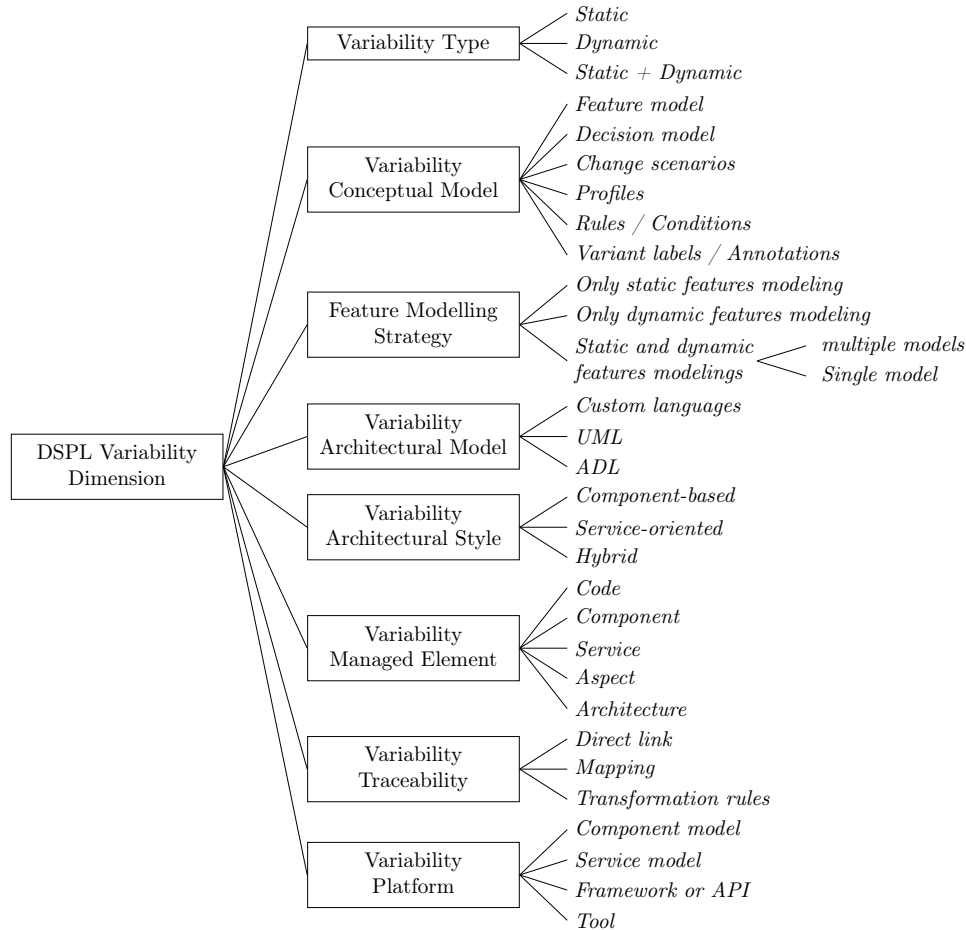 DSPL Variability
Dimension
Variability Type
Static
Dynamic
Static + Dynamic
Variability
Conceptual Model
Feature model
Decision model
Change scenarios
Profiles
Rules / Conditions
Variant labels / Annotations
Feature Modelling
Strategy
Only static features modeling
Only dynamic features modeling
Static and dynamic
features modelings
multiple models
Single model
Variability
Architectural Model
Custom languages
UML
ADL
Variability
Architectural Style
Component-based
Service-oriented
Hybrid
Variability
Managed Element
Code
Component
Service
Aspect
Architecture
Variability
Traceability
Direct link
Mapping
Transformation rules
Variability
Platform
Component model
Service model
Framework or API
Tool